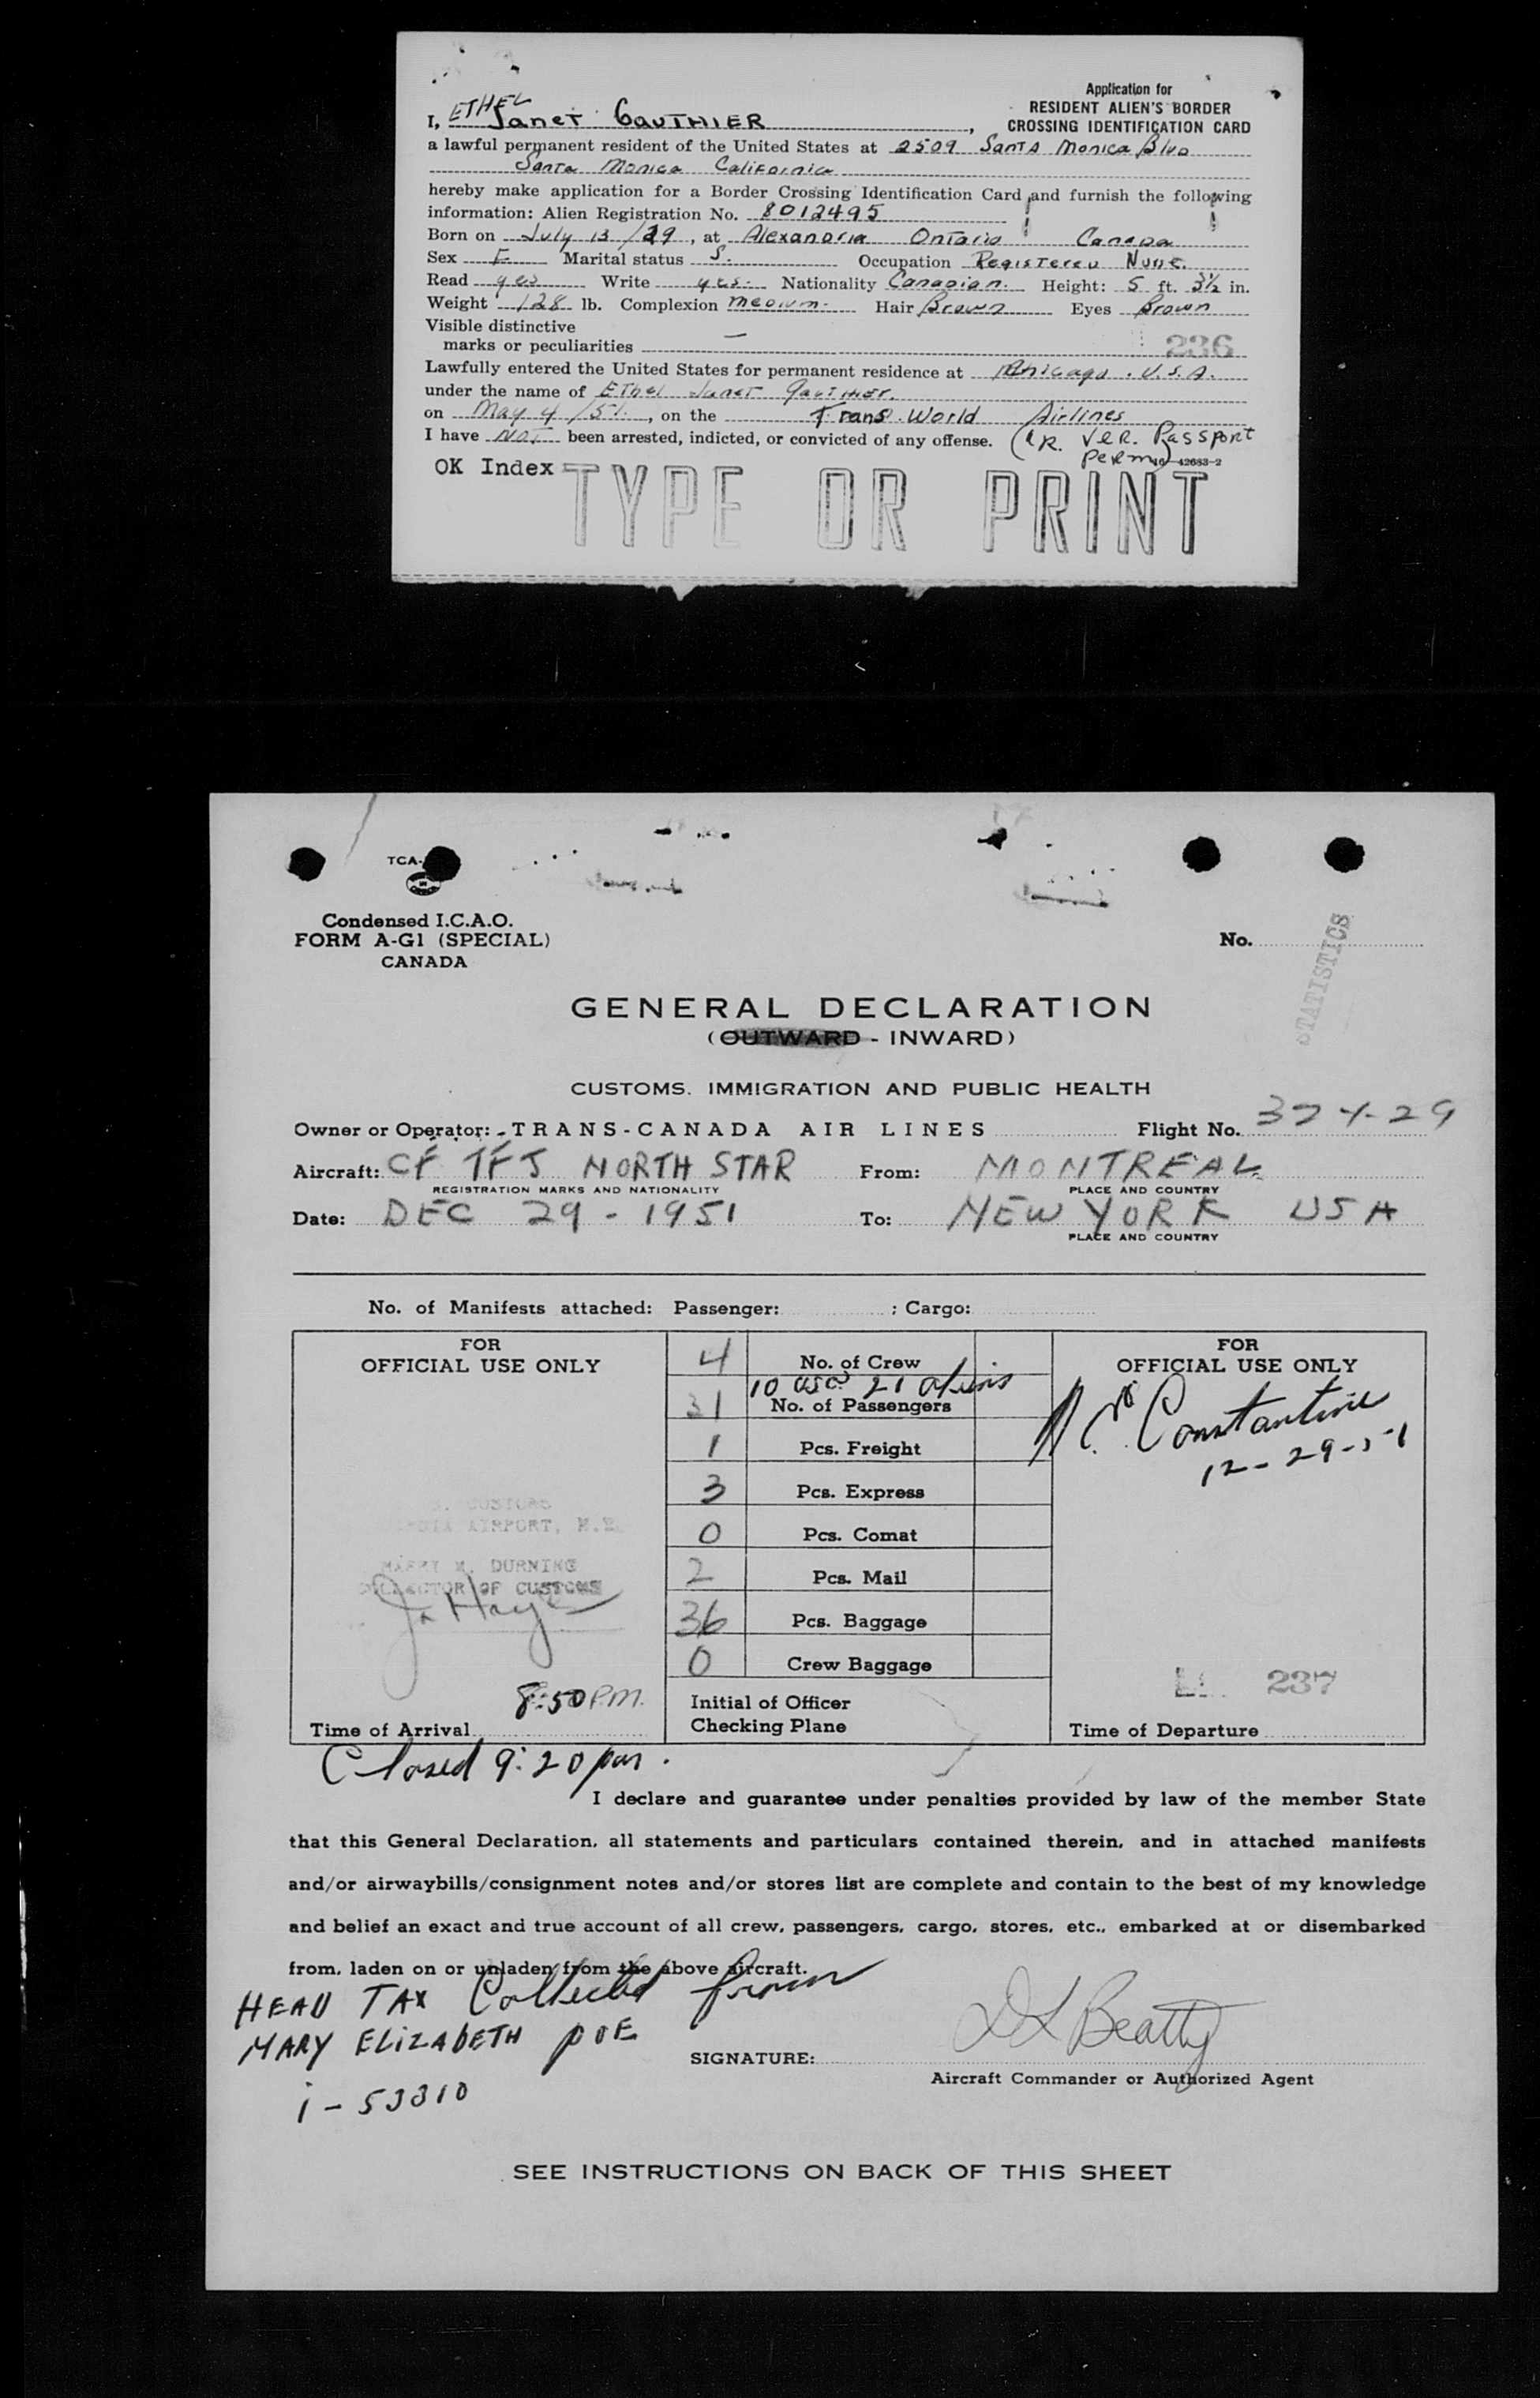 Application for
RESIDENT ALIEN'S BORDER
CROSSING IDENTIFICATION CARD
I, ETHEL Janet GAUTHIER,
a lawful permanent resident of the United States at 2509 Santa Monica Blvd
Santa Monica California
hereby make application for a Border Crossing Identification Card and furnish the following
information: Alien Registration No. 8012495
Born on July 13/29, at Alexandria Ontario Canada
Sex F Marital status S. Occupation Registered Nurse.
Read yes Write yes. Nationality Canadian. Height: 5 ft. 3½ in.
Weight 128 lb. Complexion medium. Hair Brown Eyes Brown
Visible distinctive
marks or peculiarities —
236
Lawfully entered the United States for permanent residence at Chicago. U.S.A.
under the name of Ethel Janet Gauthier.
on May 4/51, on the Trans World Airlines
I have NOT been arrested, indicted, or convicted of any offense. (LR. VER. PASSPORT
PERM)
16—42683-2
OK Index
TYPE OR PRINT
TCA-
Condensed I.C.A.O.
FORM A-G1 (SPECIAL)
CANADA
No.
STATISTICS
GENERAL DECLARATION
(OUTWARD - INWARD)
CUSTOMS. IMMIGRATION AND PUBLIC HEALTH
Owner or Operator: - TRANS-CANADA AIR LINES Flight No. 324-29
Aircraft: CF TFJ NORTH STAR From: MONTREAL
REGISTRATION MARKS AND NATIONALITY PLACE AND COUNTRY
Date: DEC 29-1951 To: NEW YORK USA
PLACE AND COUNTRY
No. of Manifests attached: Passenger: ; Cargo:
FOR
OFFICIAL USE ONLY
CUSTOMS
AIRPORT, N.Y.
HARRY M. DURNING
COLLECTOR OF CUSTOMS
8:50 P.M.
Time of Arrival
4 No. of Crew
10 usc 21 aliens
31 No. of Passengers
1 Pcs. Freight
3 Pcs. Express
0 Pcs. Comat
2 Pcs. Mail
36 Pcs. Baggage
0 Crew Baggage
Initial of Officer
Checking Plane
FOR
OFFICIAL USE ONLY
Constantine
12-29-51
237
Time of Departure
Closed 9:20 pm.
I declare and guarantee under penalties provided by law of the member State
that this General Declaration, all statements and particulars contained therein, and in attached manifests
and/or airwaybills/consignment notes and/or stores list are complete and contain to the best of my knowledge
and belief an exact and true account of all crew, passengers, cargo, stores, etc., embarked at or disembarked
from, laden on or unladen from the above aircraft.
HEAD TAX Collected from
MARY ELIZABETH POE
i-53310
SIGNATURE: D L Beatty
Aircraft Commander or Authorized Agent
SEE INSTRUCTIONS ON BACK OF THIS SHEET